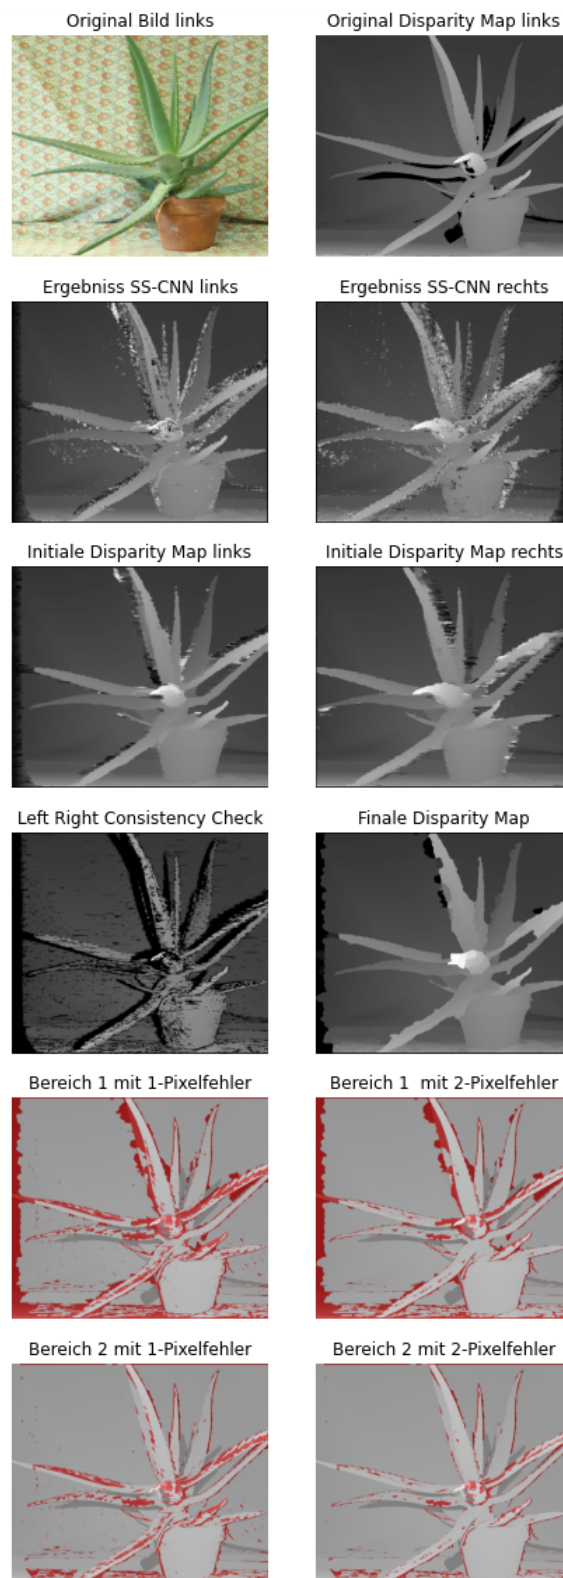 Original Bild links
Original Disparity Map links
Ergebniss SS-CNN links
Ergebniss SS-CNN rechts
Initiale Disparity Map links
Initiale Disparity Map rechts
Left Right Consistency Check
Finale Disparity Map
Bereich 1 mit 1-Pixelfehler
Bereich 1  mit 2-Pixelfehler
Bereich 2 mit 1-Pixelfehler
Bereich 2 mit 2-Pixelfehler